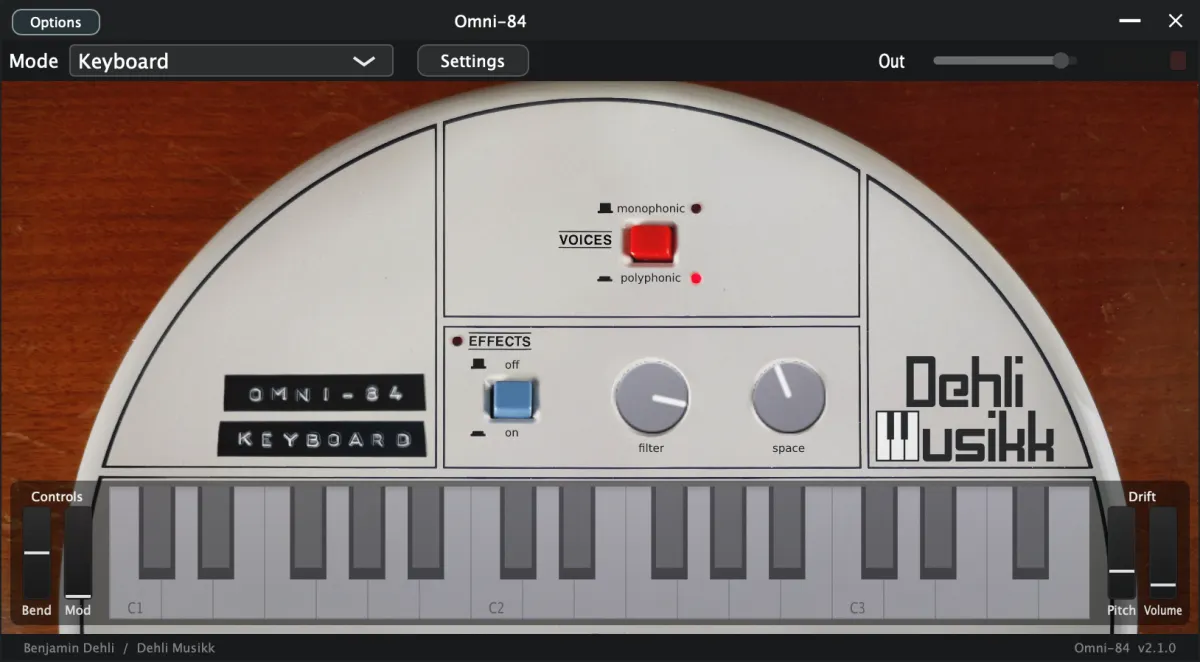 Options
Omni-84
Mode Keyboard Settings Out
monophonic
VOICES
polyphonic
EFFECTS
off
on
filter
space
OMNI-84
KEYBOARD
Dehli
Musikk
Controls
Bend Mod
C1 C2 C3
Drift
Pitch Volume
Benjamin Dehli / Dehli Musikk
Omni-84 v2.1.0